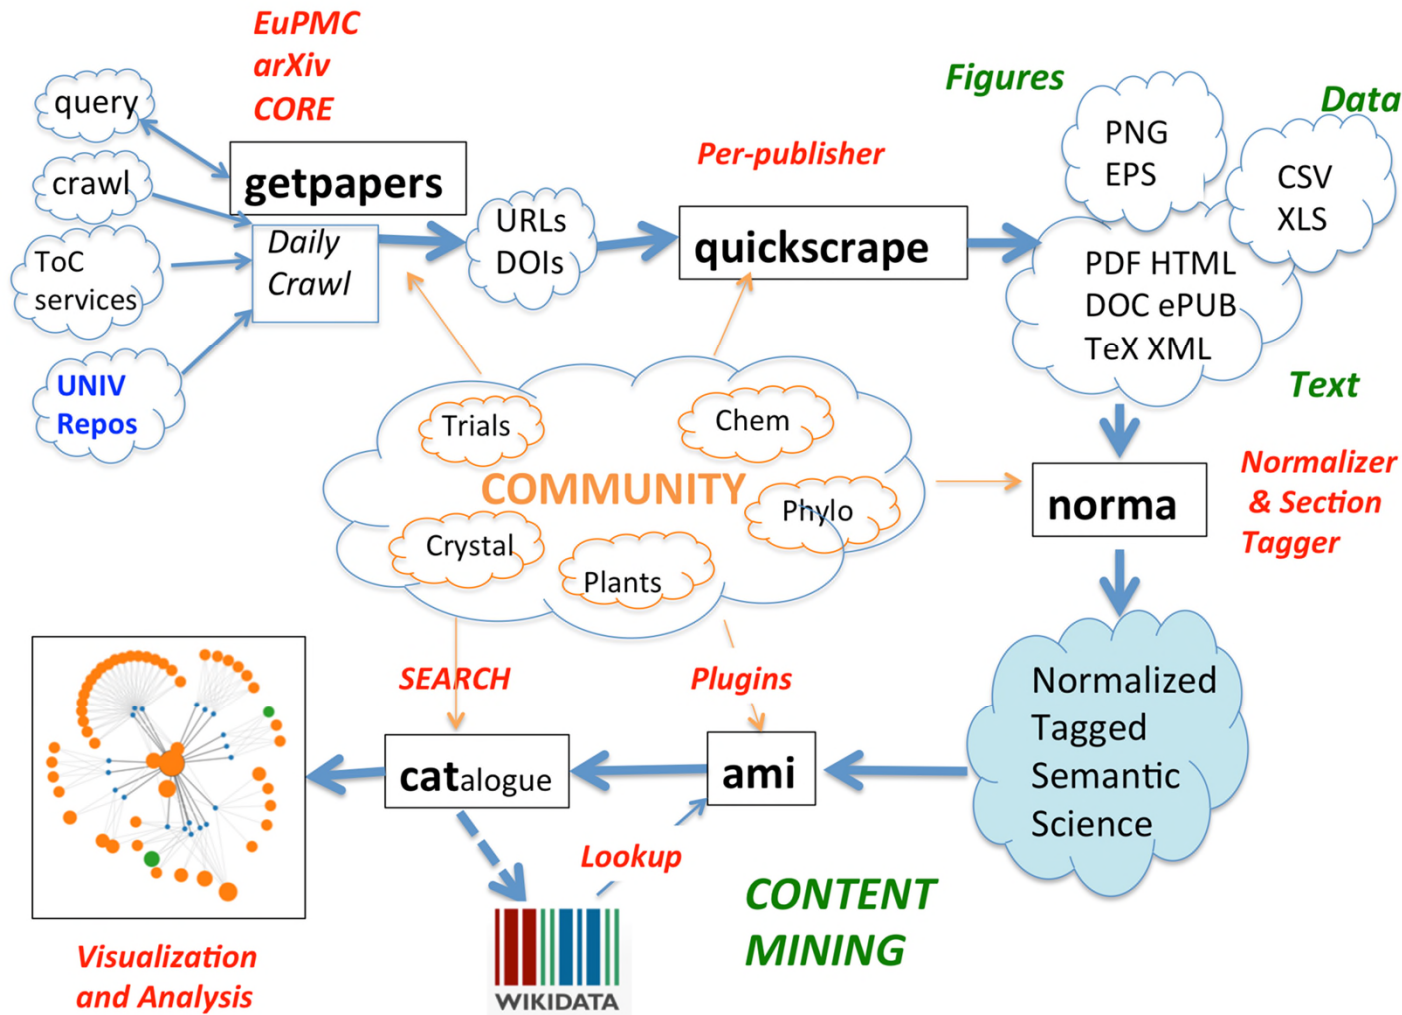 EuPMC
arXiv
CORE
query
crawl
ToC
services
UNIV
Repos
getpapers
Daily
Crawl
URLs
DOIs
Per-publisher
quickscrape
Figures
PNG
EPS
Data
CSV
XLS
PDF HTML
DOC ePUB
TeX XML
Text
Trials
Chem
COMMUNITY
Phylo
Crystal
Plants
norma
Normalizer
& Section
Tagger
Normalized
Tagged
Semantic
Science
SEARCH
Plugins
catalogue
ami
Lookup
CONTENT
MINING
WIKIDATA
Visualization
and Analysis